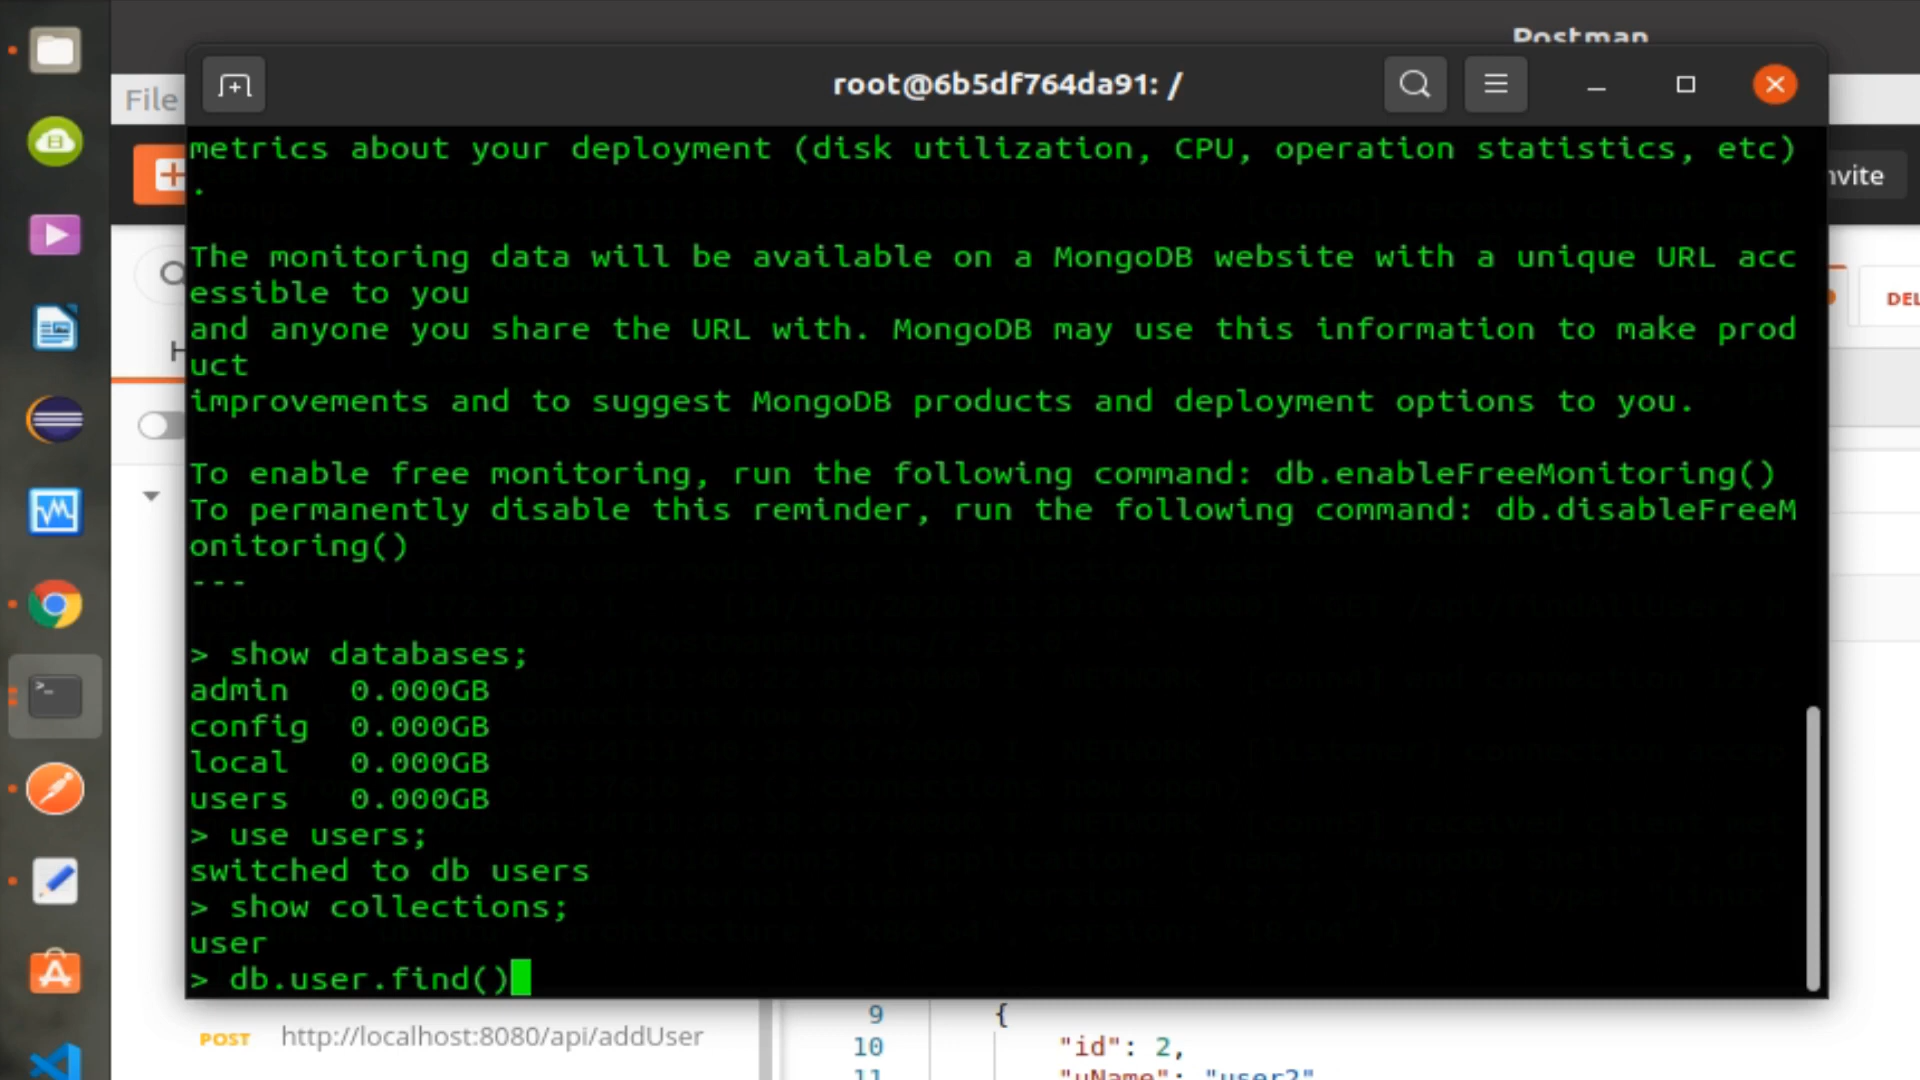 Postman
File
root@6b5df764da91: /
nvite
DEL
H
metrics about your deployment (disk utilization, CPU, operation statistics, etc)
.
The monitoring data will be available on a MongoDB website with a unique URL acc
essible to you
and anyone you share the URL with. MongoDB may use this information to make prod
uct
improvements and to suggest MongoDB products and deployment options to you.
To enable free monitoring, run the following command: db.enableFreeMonitoring()
To permanently disable this reminder, run the following command: db.disableFreeM
onitoring()
---
> show databases;
admin   0.000GB
config  0.000GB
local   0.000GB
users   0.000GB
> use users;
switched to db users
> show collections;
user
> db.user.find()
POST http://localhost:8080/api/addUser
9 {
10 "id": 2,
11 "uName": "user2"